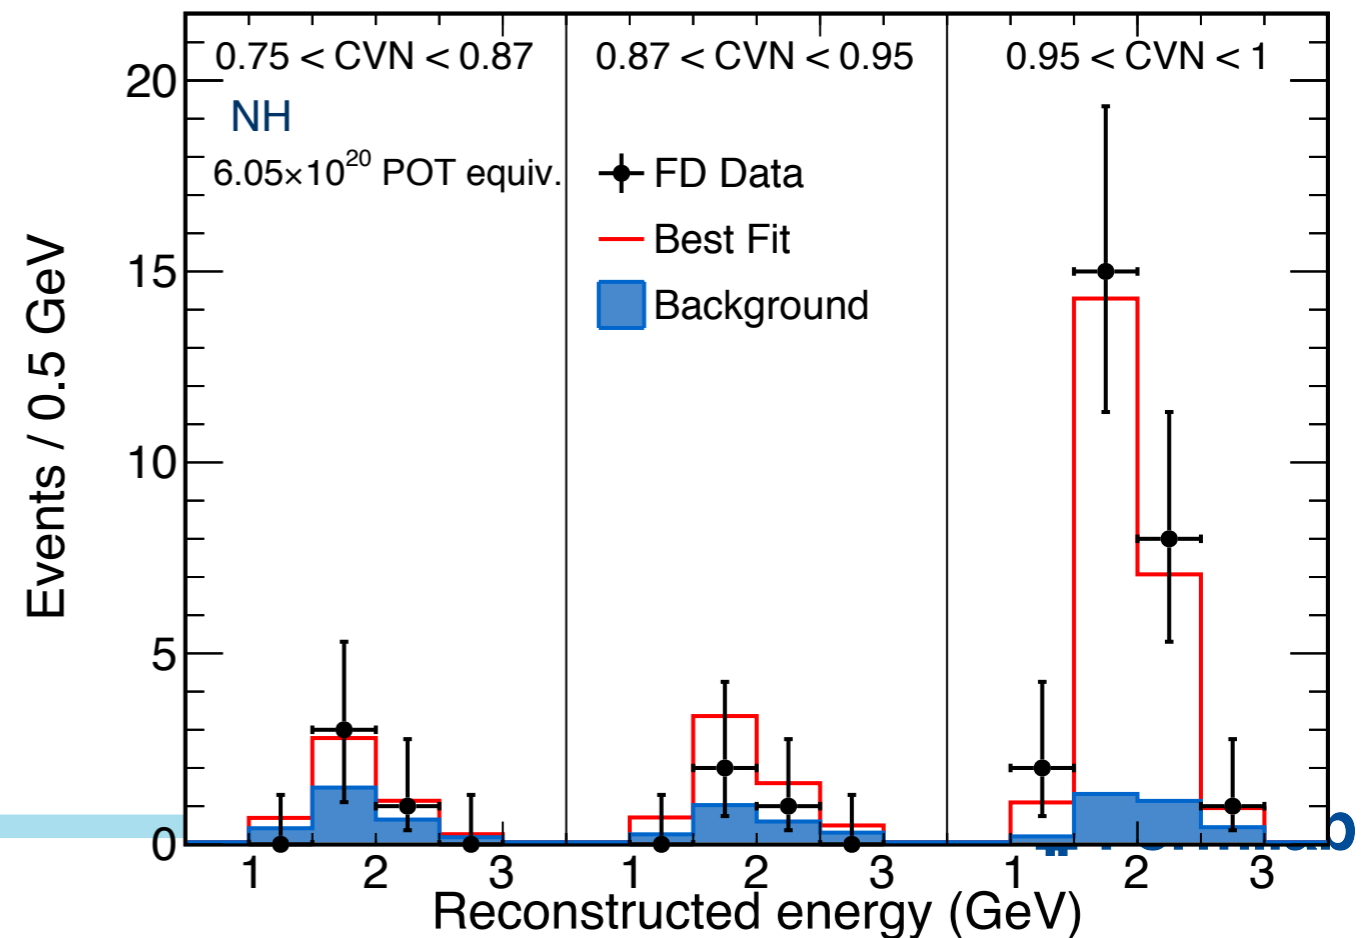 0.75 < CVN < 0.87
0.87 < CVN < 0.95
0.95 < CVN < 1
NH
6.05×10²⁰ POT equiv.
FD Data
Best Fit
Background
Events / 0.5 GeV
20
15
10
5
0
1 2 3 1 2 3 1 2 3
Reconstructed energy (GeV)